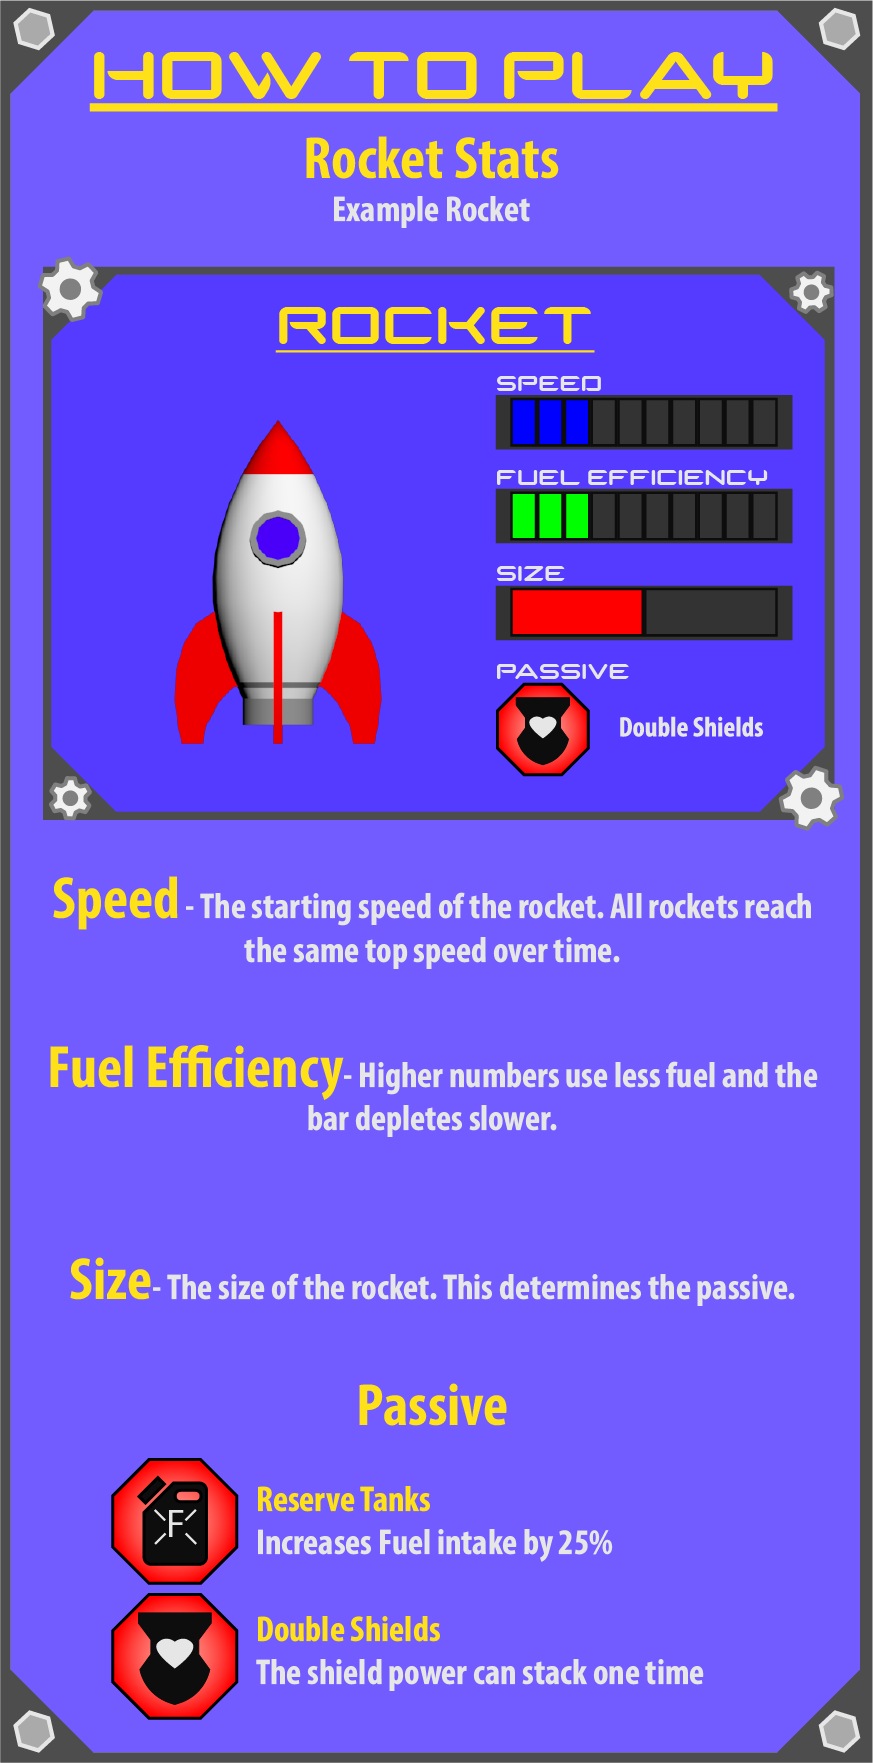 HOW TO PLAY
Rocket Stats
Example Rocket
ROCKET
SPEED
FUEL EFFICIENCY
SIZE
PASSIVE
Double Shields
Speed - The starting speed of the rocket. All rockets reach
the same top speed over time.
Fuel Efficiency- Higher numbers use less fuel and the
bar depletes slower.
Size- The size of the rocket. This determines the passive.
Passive
F
Reserve Tanks
Increases Fuel intake by 25%
Double Shields
The shield power can stack one time